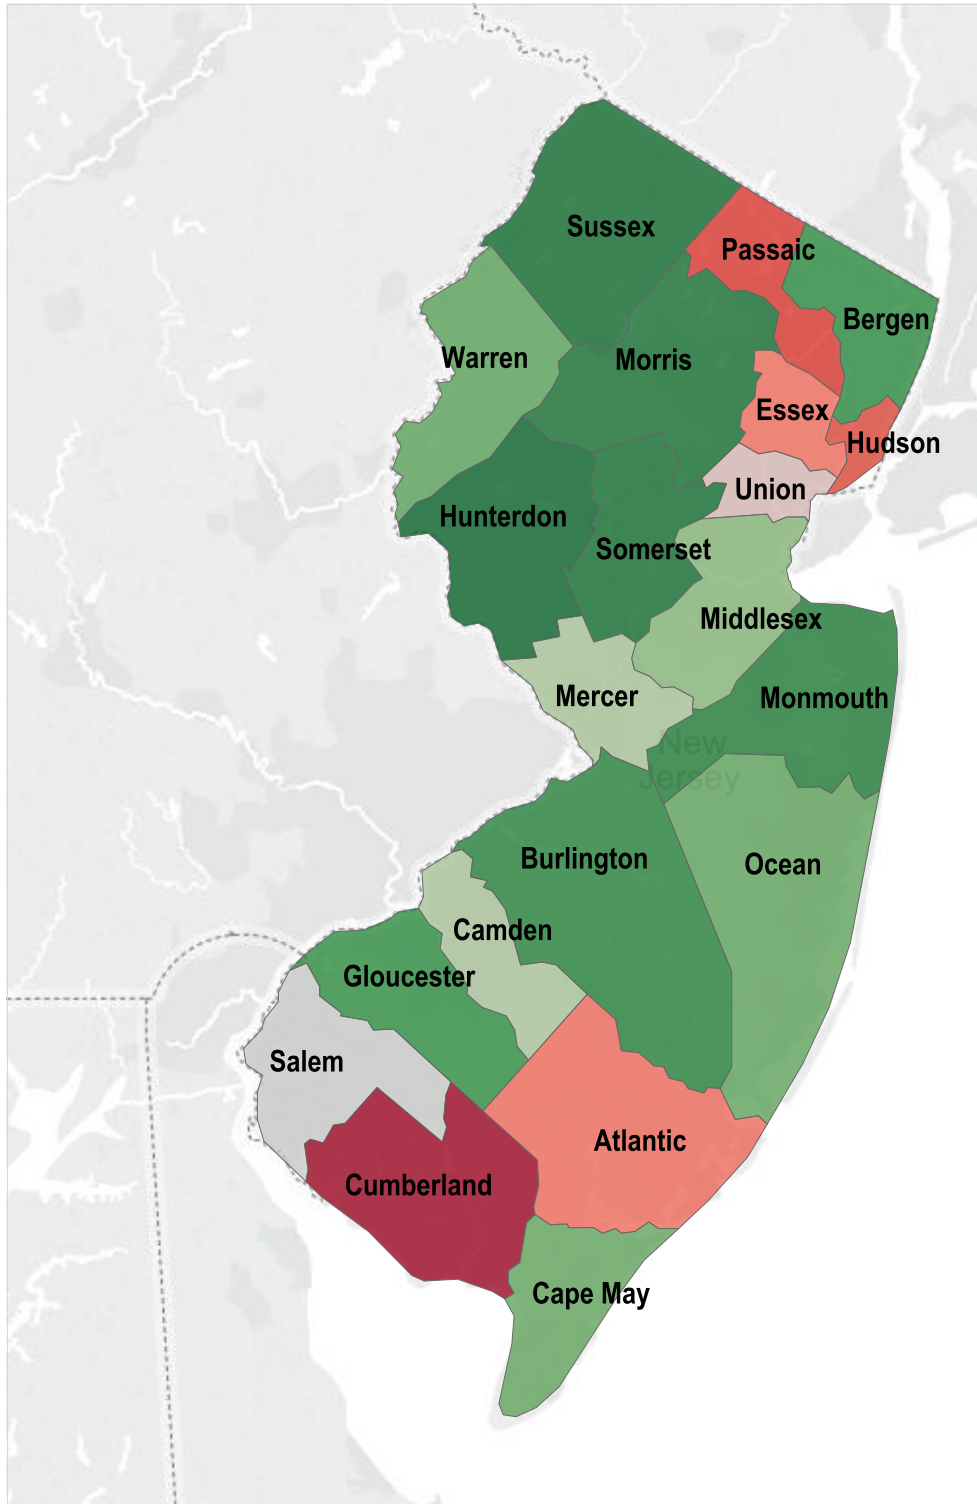 Sussex
Passaic
Bergen
Warren
Morris
Essex
Hudson
Union
Hunterdon
Somerset
Middlesex
Mercer
Monmouth
New
Jersey
Burlington
Ocean
Camden
Gloucester
Salem
Atlantic
Cumberland
Cape May